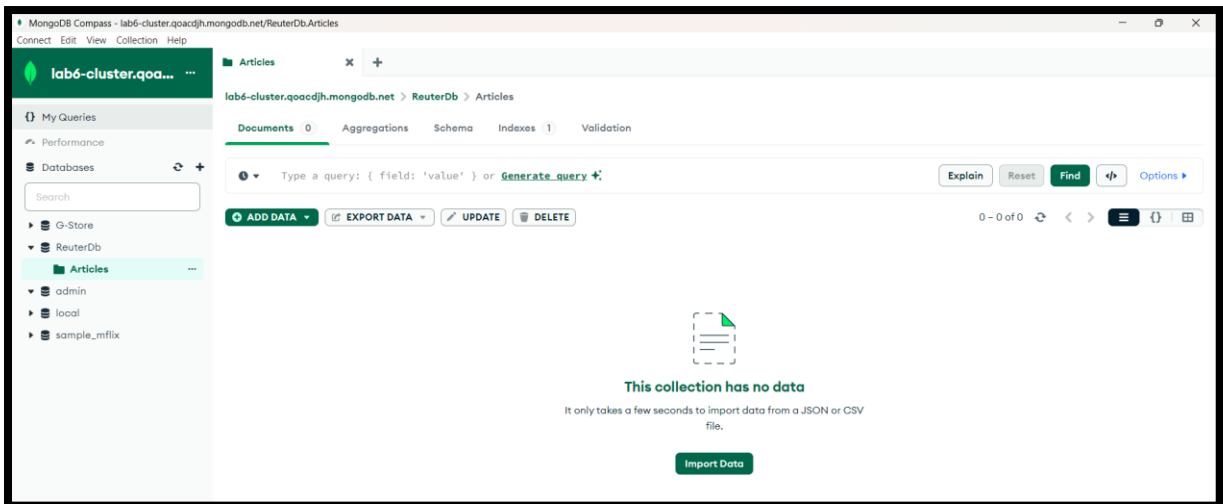 MongoDB Compass - lab6-cluster.qoacdjh.mongodb.net/ReuterDb.Articles
Connect Edit View Collection Help
lab6-cluster.qoa... ...
Articles
lab6-cluster.qoacdjh.mongodb.net > ReuterDb > Articles
{} My Queries
Performance
Databases
Search
G-Store
ReuterDb
Articles ...
admin
local
sample_mflix
Documents 0 Aggregations Schema Indexes 1 Validation
Type a query: { field: 'value' } or Generate query
Explain Reset Find </> Options
ADD DATA EXPORT DATA UPDATE DELETE
0 – 0 of 0 {}
This collection has no data
It only takes a few seconds to import data from a JSON or CSV
file.
Import Data